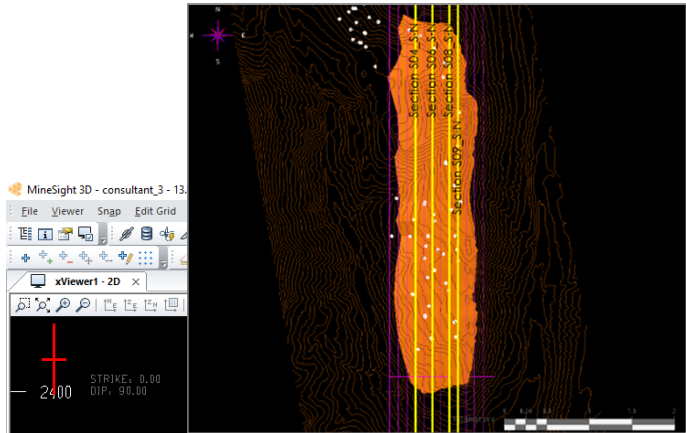 N
W E
S
Section S04_S-N
Section S06_S-N
Section S08_S-N
Section S09_S-N
MineSight 3D - consultant_3 - 13.
File Viewer Snap Edit Grid
xViewer1 - 2D
2400
STRIKE: 0.00
DIP: 90.00